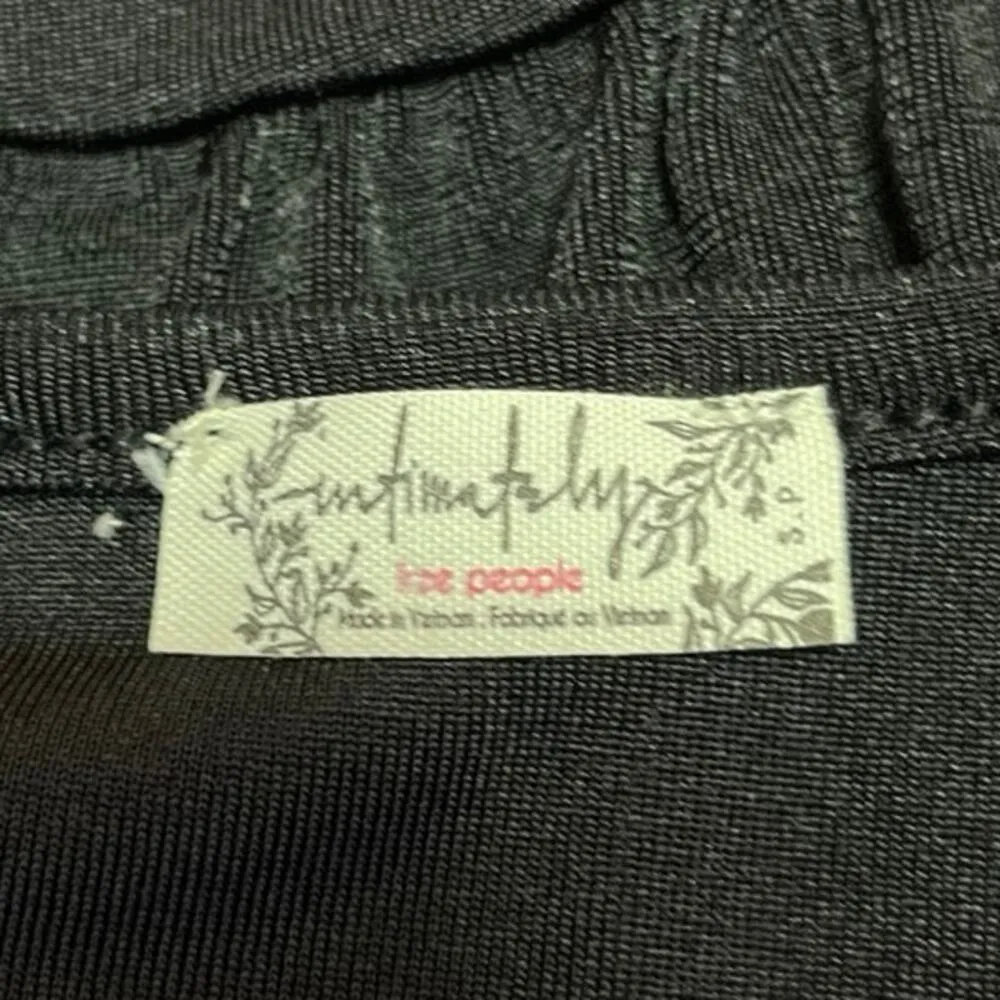 intimately
free people
Made in Vietnam . Fabriqué au Vietnam
S.P